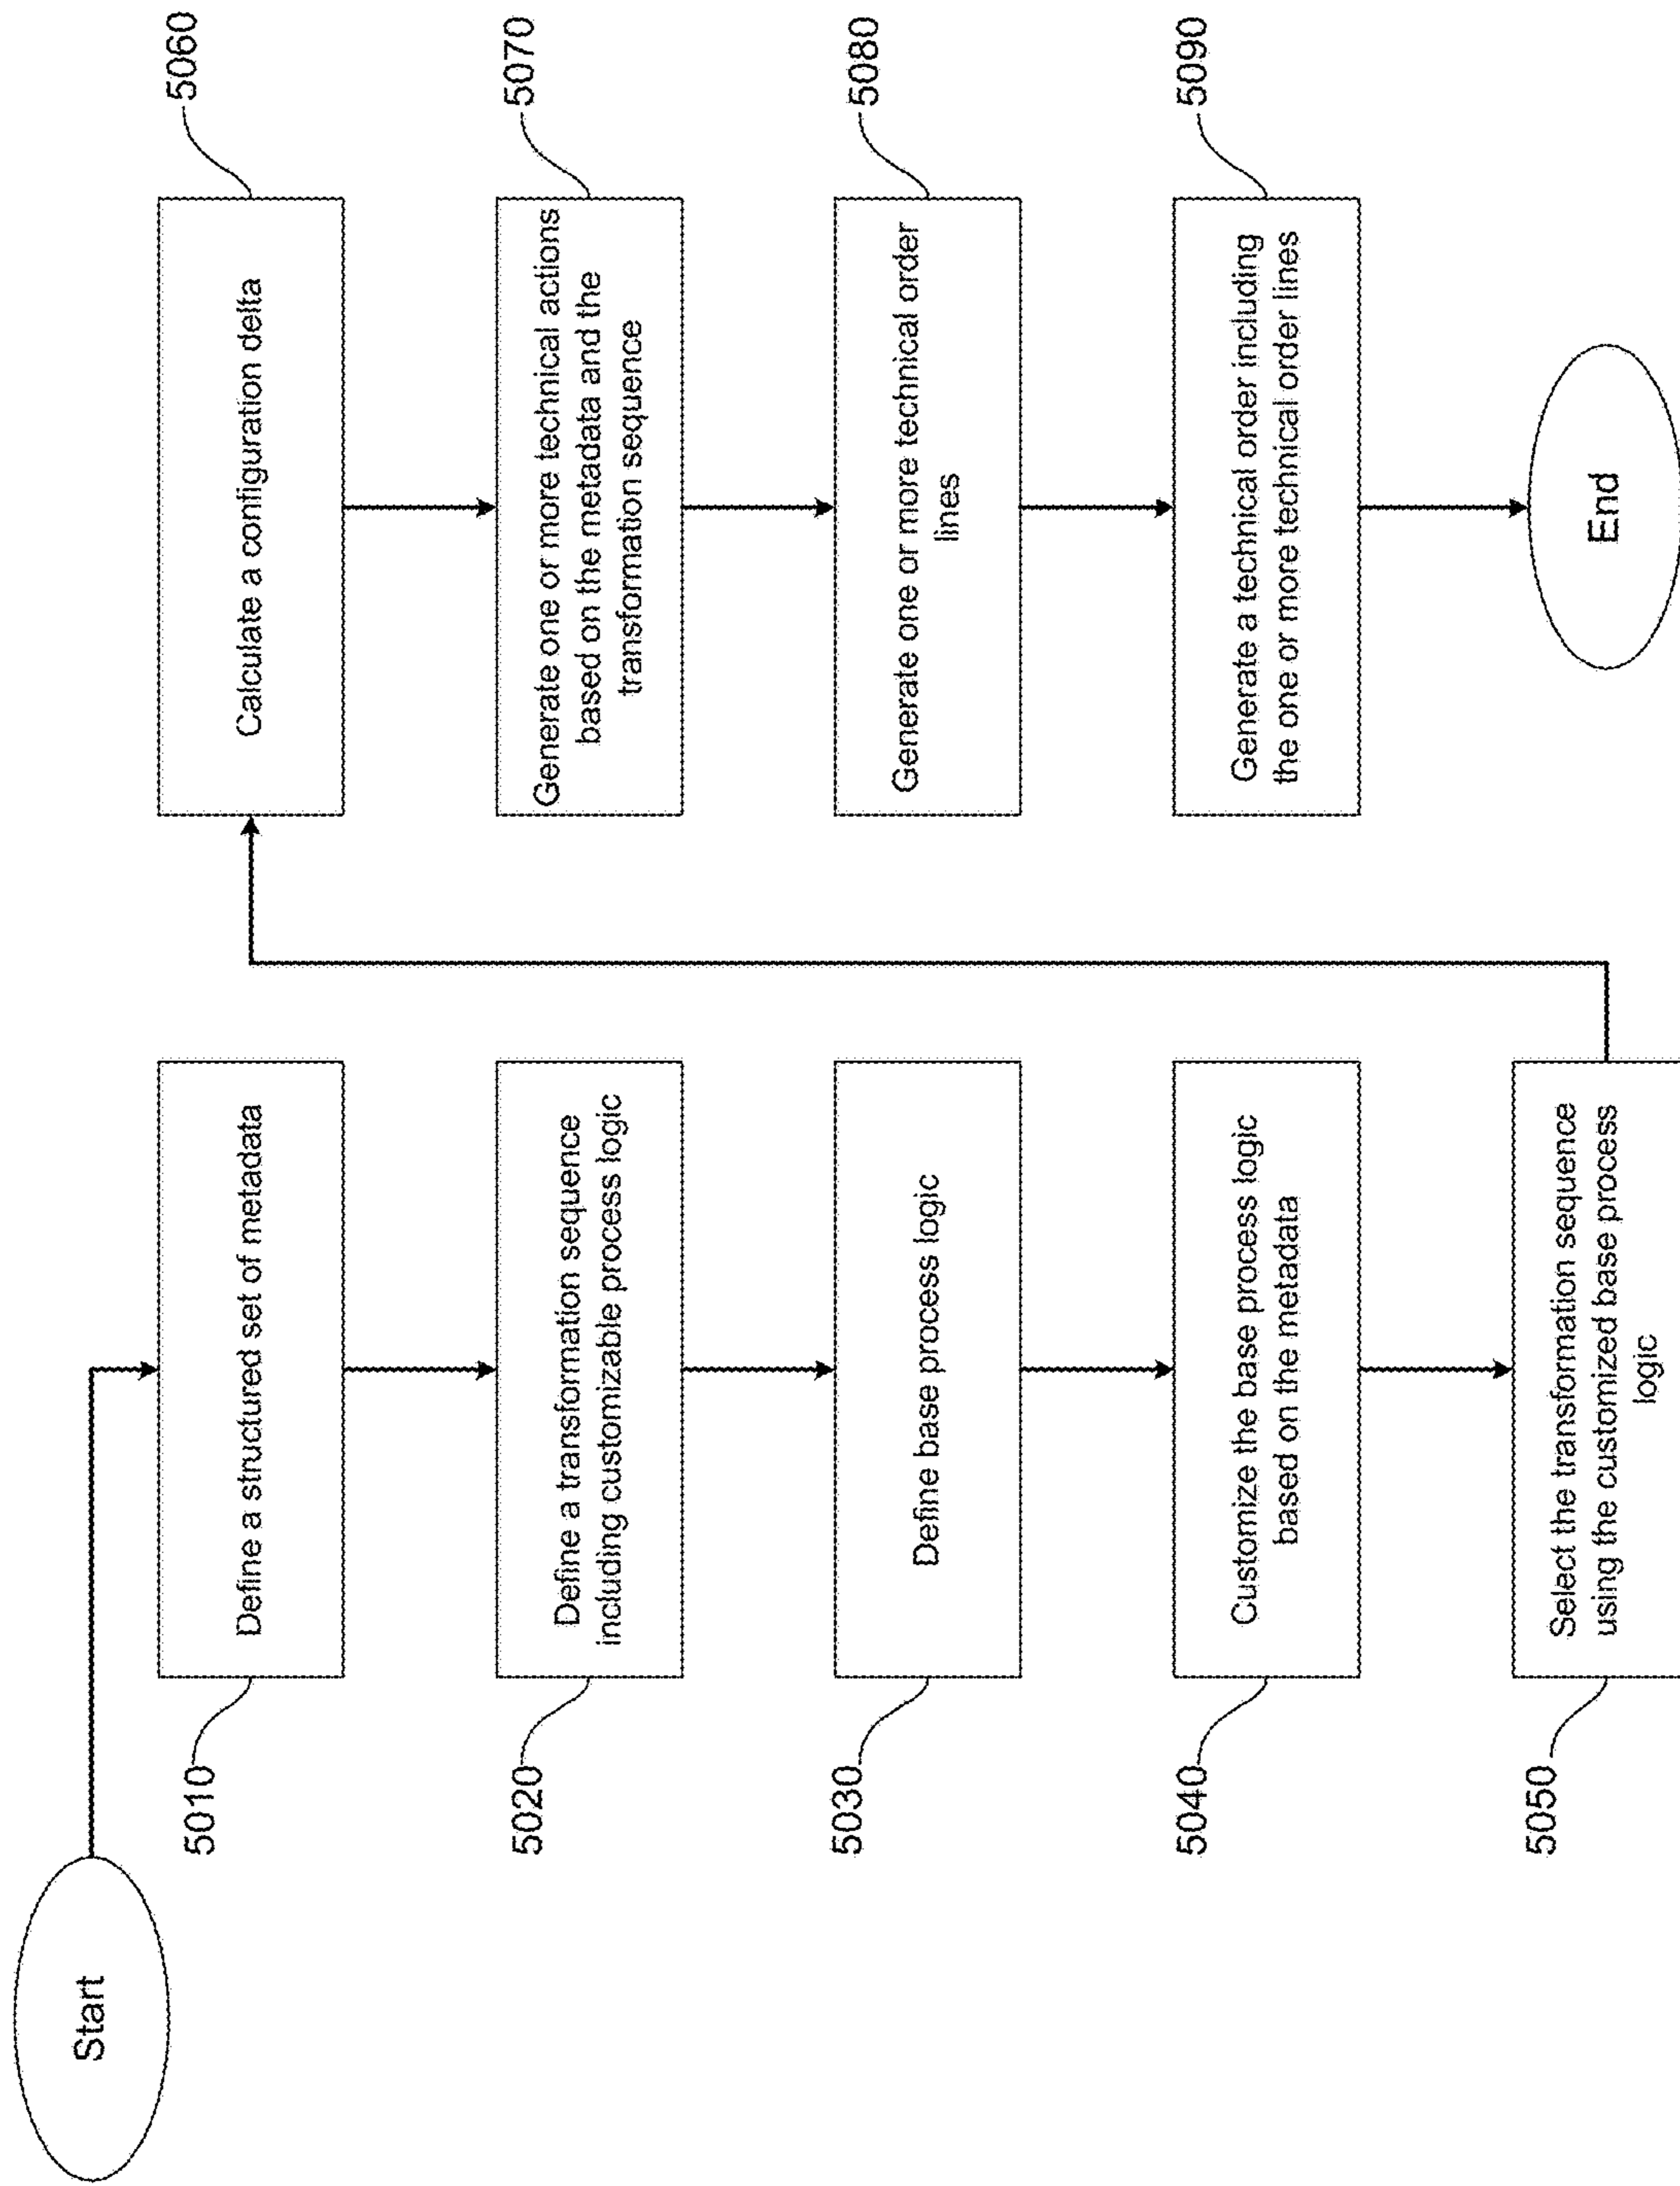 Start
5010
Define a structured set of metadata
5020
Define a transformation sequence
including customizable process logic
5030
Define base process logic
5040
Customize the base process logic
based on the metadata
5050
Select the transformation sequence
using the customized base process
logic
5060
Calculate a configuration delta
5070
Generate one or more technical actions
based on the metadata and the
transformation sequence
5080
Generate one or more technical order
lines
5090
Generate a technical order including
the one or more technical order lines
End